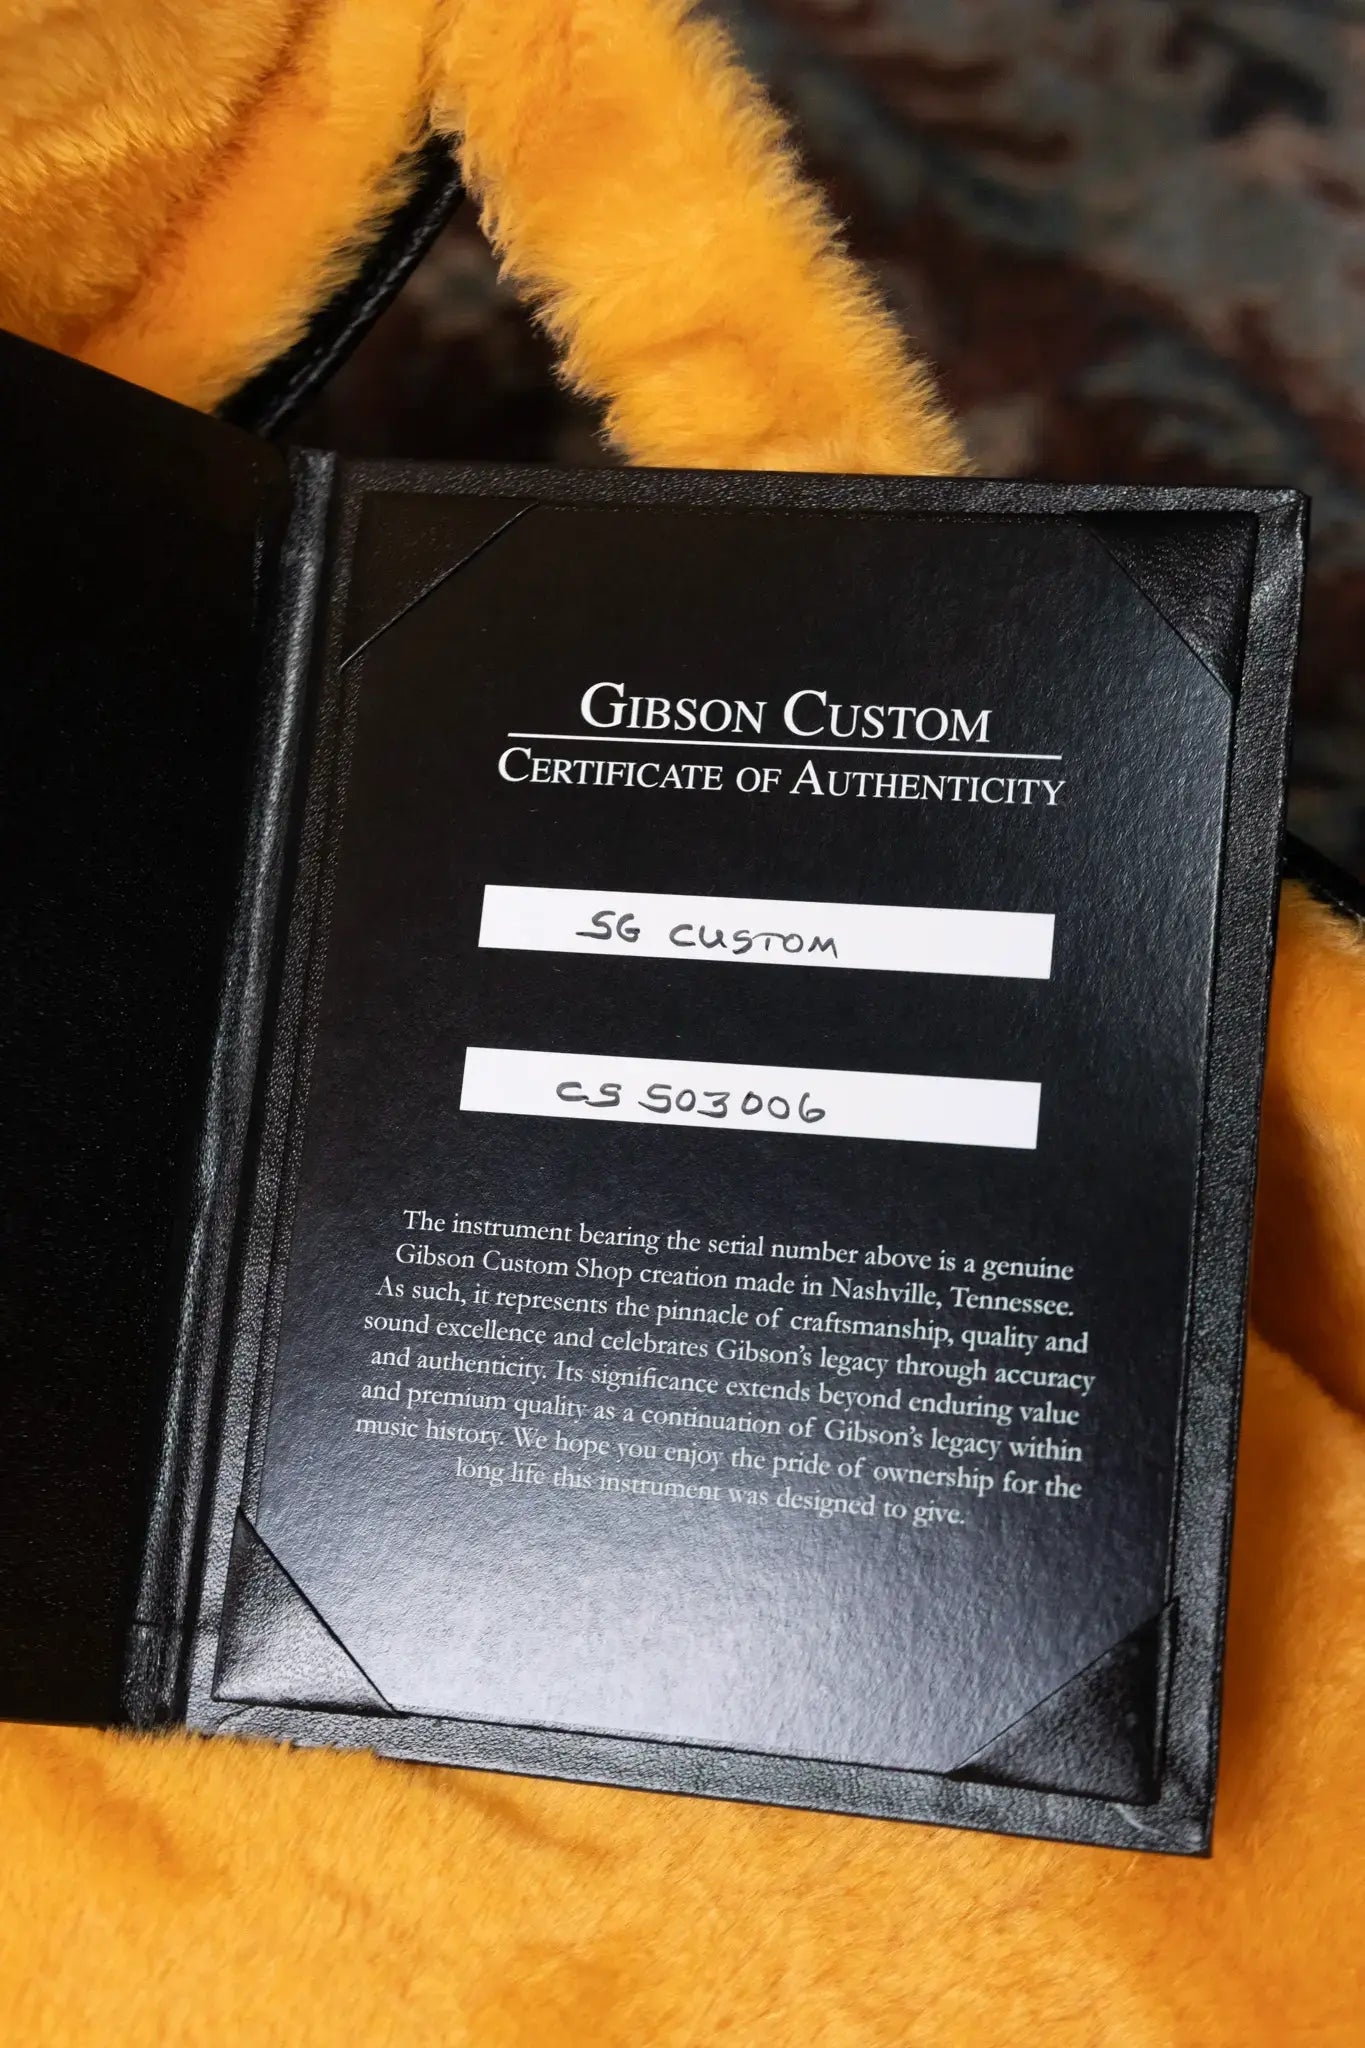 GIBSON CUSTOM
CERTIFICATE OF AUTHENTICITY
SG CUSTOM
CS 503006
The instrument bearing the serial number above is a genuine
Gibson Custom Shop creation made in Nashville, Tennessee.
As such, it represents the pinnacle of craftsmanship, quality and
sound excellence and celebrates Gibson's legacy through accuracy
and authenticity. Its significance extends beyond enduring value
and premium quality as a continuation of Gibson's legacy within
music history. We hope you enjoy the pride of ownership for the
long life this instrument was designed to give.